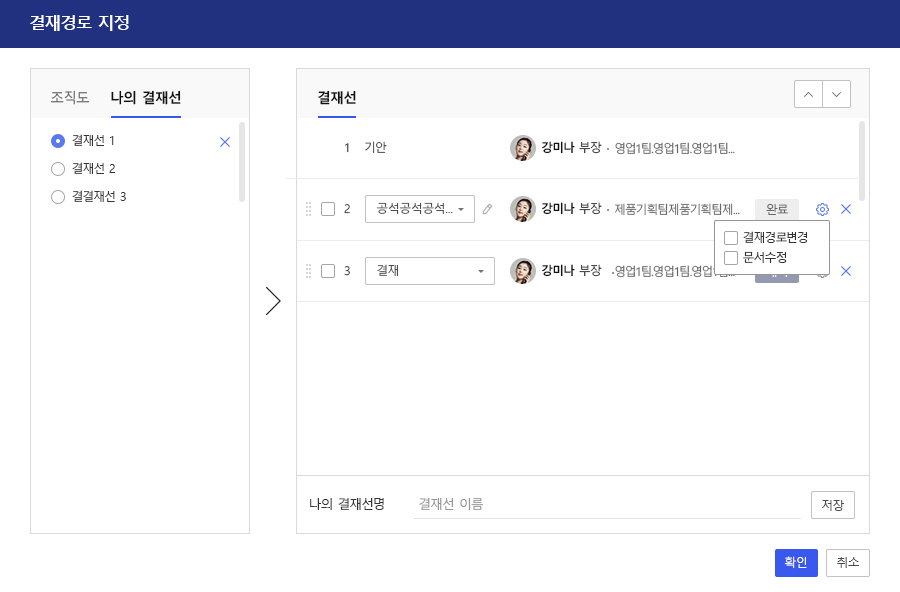 결재경로 지정
조직도 나의 결재선
결재선 1
결재선 2
결결재선 3
결재선
1 기안 강미나 부장 · 영업1팀.영업1팀.영업1팀...
2 공석공석공석... 강미나 부장 · 제품기획팀제품기획팀제... 완료
결재경로변경
문서수정
3 결재 강미나 부장 ·영업1팀.영업1팀.영업
나의 결재선명 결재선 이름 저장
확인 취소